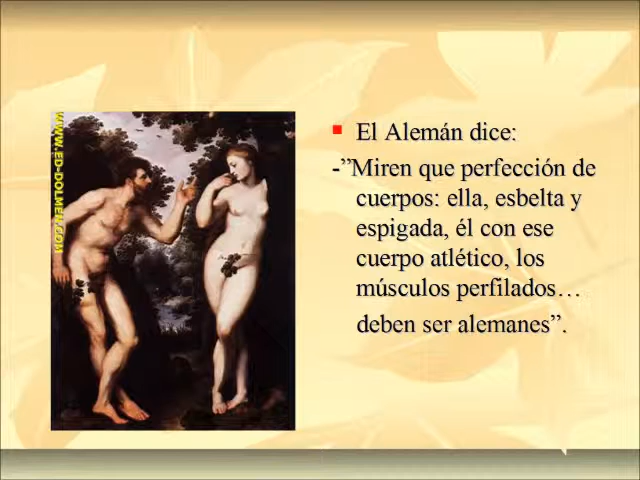 WWW.ED-DOLMEN.COM
El Alemán dice:
-”Miren que perfección de
cuerpos: ella, esbelta y
espigada, él con ese
cuerpo atlético, los
músculos perfilados…
deben ser alemanes”.